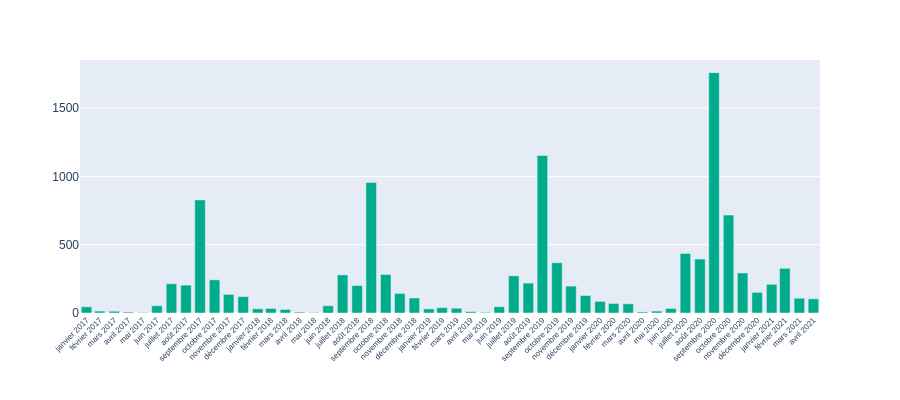 1500
1000
500
0
janvier 2017
février 2017
mars 2017
avril 2017
mai 2017
juin 2017
juillet 2017
août 2017
septembre 2017
octobre 2017
novembre 2017
décembre 2017
janvier 2018
février 2018
mars 2018
avril 2018
mai 2018
juin 2018
juillet 2018
août 2018
septembre 2018
octobre 2018
novembre 2018
décembre 2018
janvier 2019
février 2019
mars 2019
avril 2019
mai 2019
juin 2019
juillet 2019
août 2019
septembre 2019
octobre 2019
novembre 2019
décembre 2019
janvier 2020
février 2020
mars 2020
avril 2020
mai 2020
juin 2020
juillet 2020
août 2020
septembre 2020
octobre 2020
novembre 2020
décembre 2020
janvier 2021
février 2021
mars 2021
avril 2021